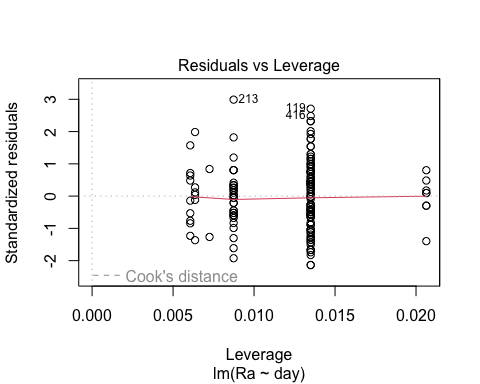 Residuals vs Leverage
Standardized residuals
3
2
1
0
-1
-2
213
119
416
Cook's distance
0.000 0.005 0.010 0.015 0.020
Leverage
lm(Ra ~ day)